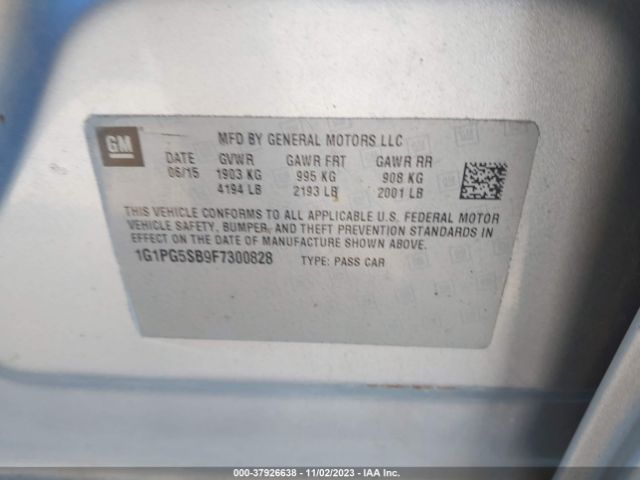 GM
MFD BY GENERAL MOTORS LLC
DATE GVWR GAWR FRT GAWR RR
06/15 1903 KG 995 KG 908 KG
4194 LB 2193 LB 2001 LB
THIS VEHICLE CONFORMS TO ALL APPLICABLE U.S. FEDERAL MOTOR
VEHICLE SAFETY, BUMPER, AND THEFT PREVENTION STANDARDS IN
EFFECT ON THE DATE OF MANUFACTURE SHOWN ABOVE.
1G1PG5SB9F7300828 TYPE: PASS CAR
000-37926638 - 11/02/2023 - IAA Inc.